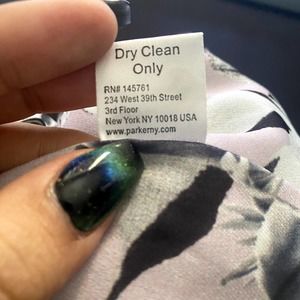 Dry Clean
Only
RN# 145761
234 West 39th Street
3rd Floor
New York NY 10018 USA
www.parkerny.com